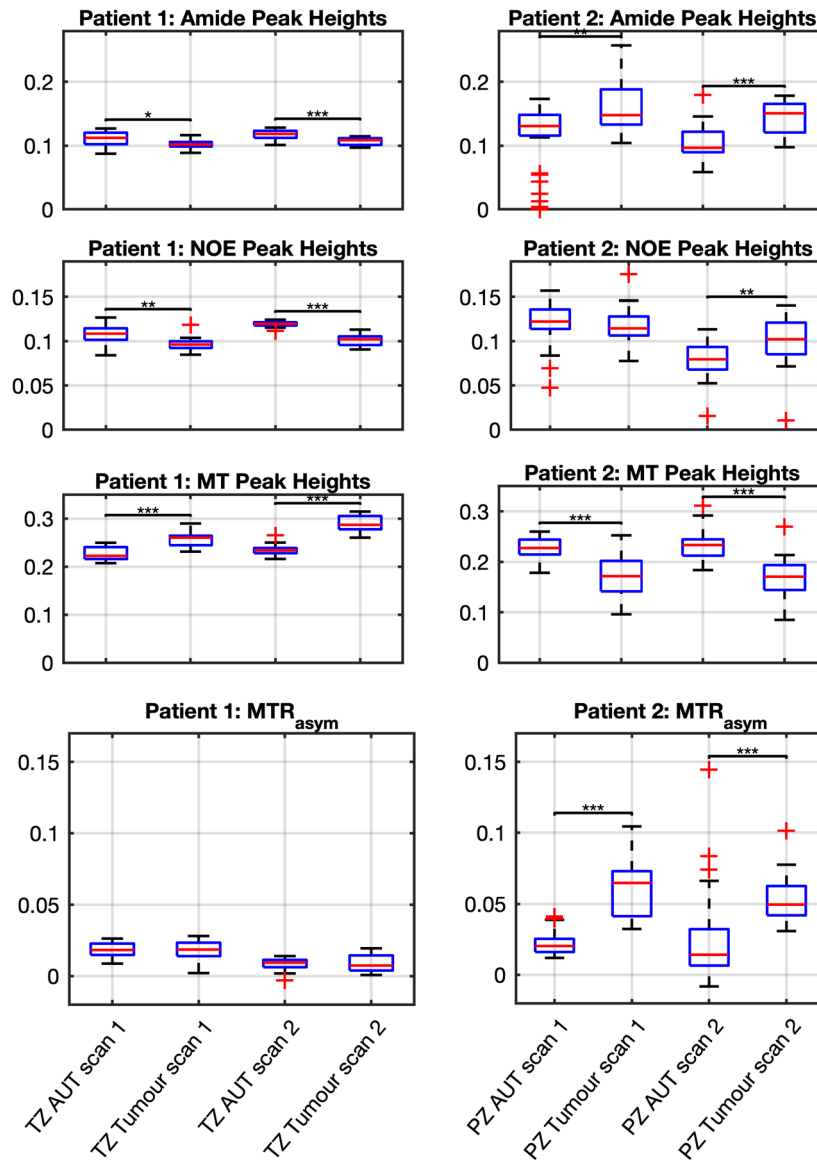 Patient 1: Amide Peak Heights
0.2
0.1
0
*
***
Patient 2: Amide Peak Heights
0.2
0.1
0
**
***
Patient 1: NOE Peak Heights
0.15
0.1
0.05
0
**
***
Patient 2: NOE Peak Heights
0.15
0.1
0.05
0
**
Patient 1: MT Peak Heights
0.3
0.2
0.1
0
***
***
Patient 2: MT Peak Heights
0.3
0.2
0.1
0
***
***
Patient 1: MTRasym
0.15
0.1
0.05
0
TZ AUT scan 1
TZ Tumour scan 1
TZ AUT scan 2
TZ Tumour scan 2
Patient 2: MTRasym
0.15
0.1
0.05
0
***
***
PZ AUT scan 1
PZ Tumour scan 1
PZ AUT scan 2
PZ Tumour scan 2